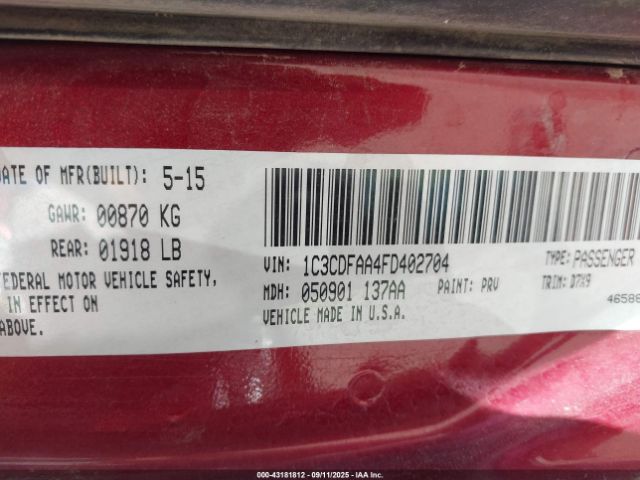 DATE OF MFR(BUILT): 5-15
GAWR: 00870 KG
REAR: 01918 LB
FEDERAL MOTOR VEHICLE SAFETY,
IN EFFECT ON
ABOVE.
VIN: 1C3CDFAA4FD402704 TYPE: PASSENGER
MDH: 050901 137AA PAINT: PRV TRIM: D7X9
VEHICLE MADE IN U.S.A. 46588
000-43181812 - 09/11/2025 - IAA Inc.